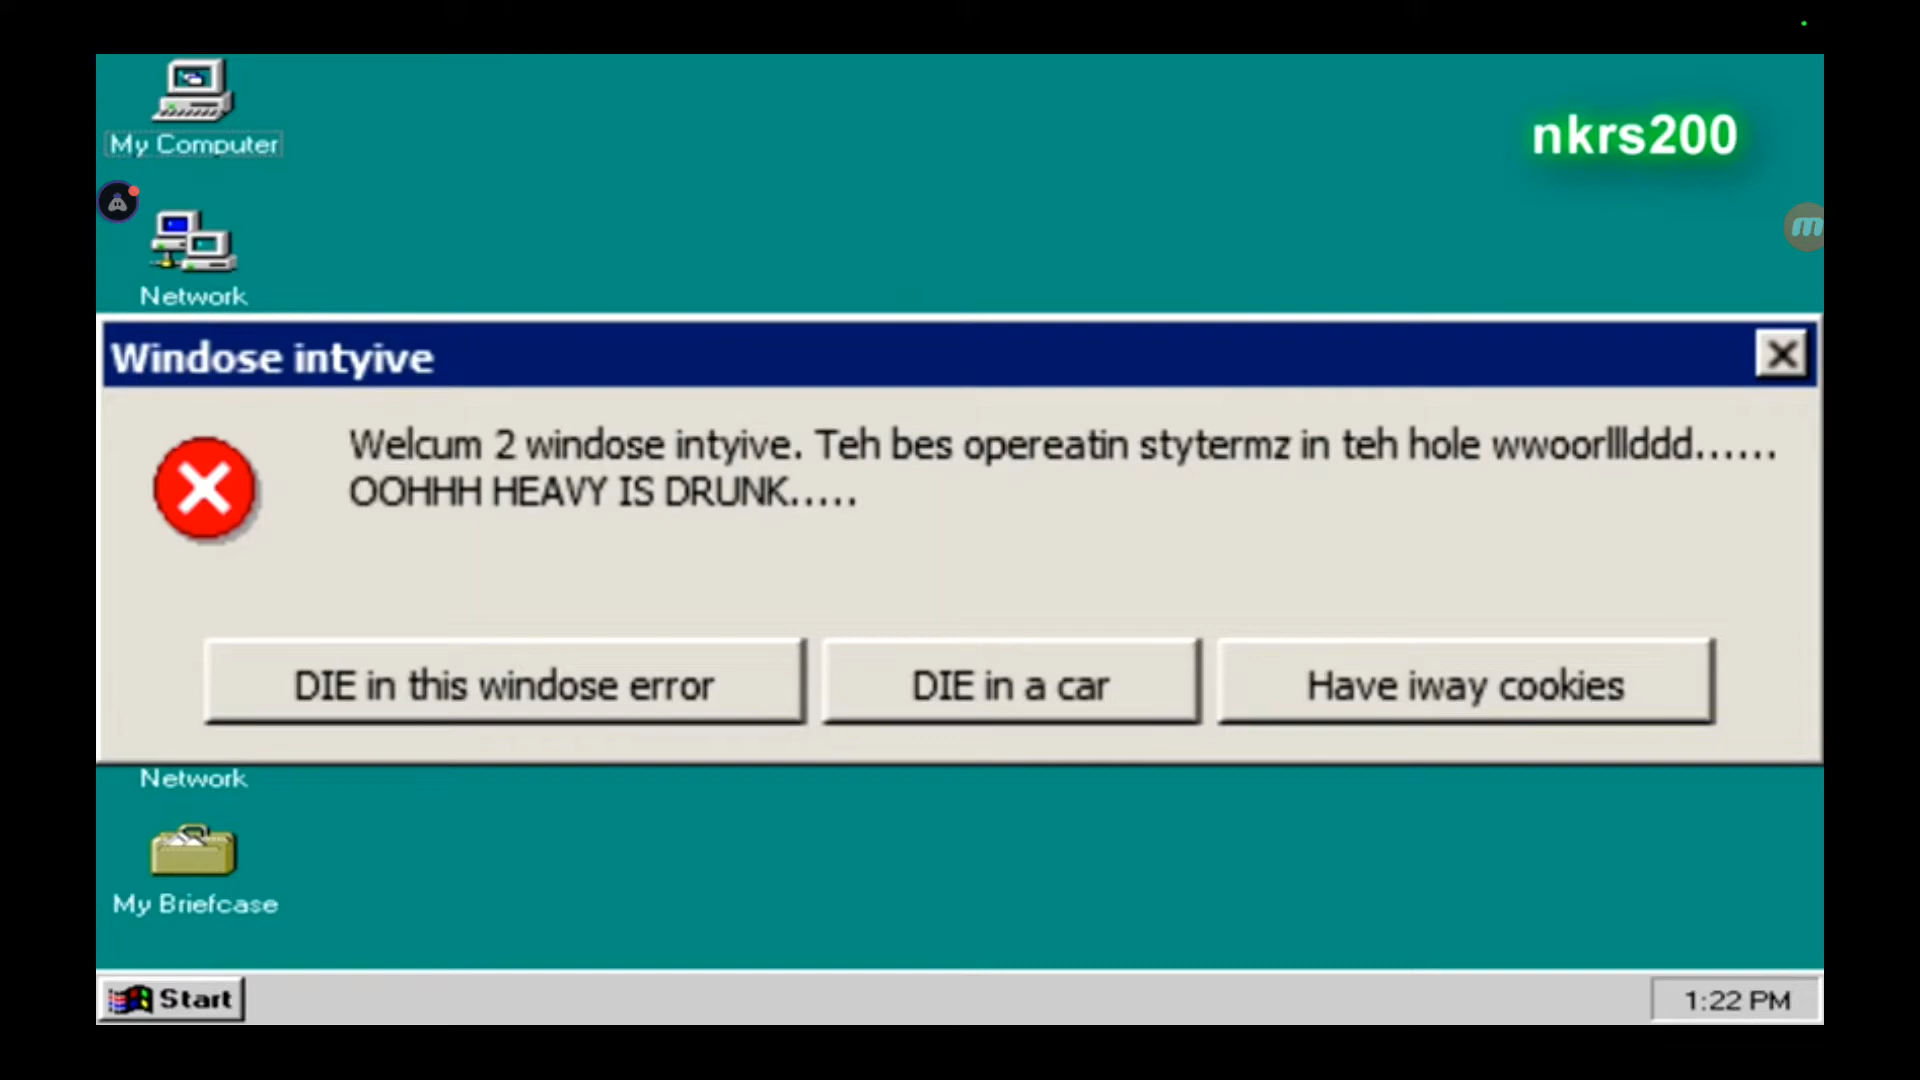 My Computer
nkrs200
Network
Windose intyive
Welcum 2 windose intyive. Teh bes opereatin stytermz in teh hole wwoorlllddd......
OOHHH HEAVY IS DRUNK.....
DIE in this windose error
DIE in a car
Have iway cookies
Network
My Briefcase
Start
1:22 PM